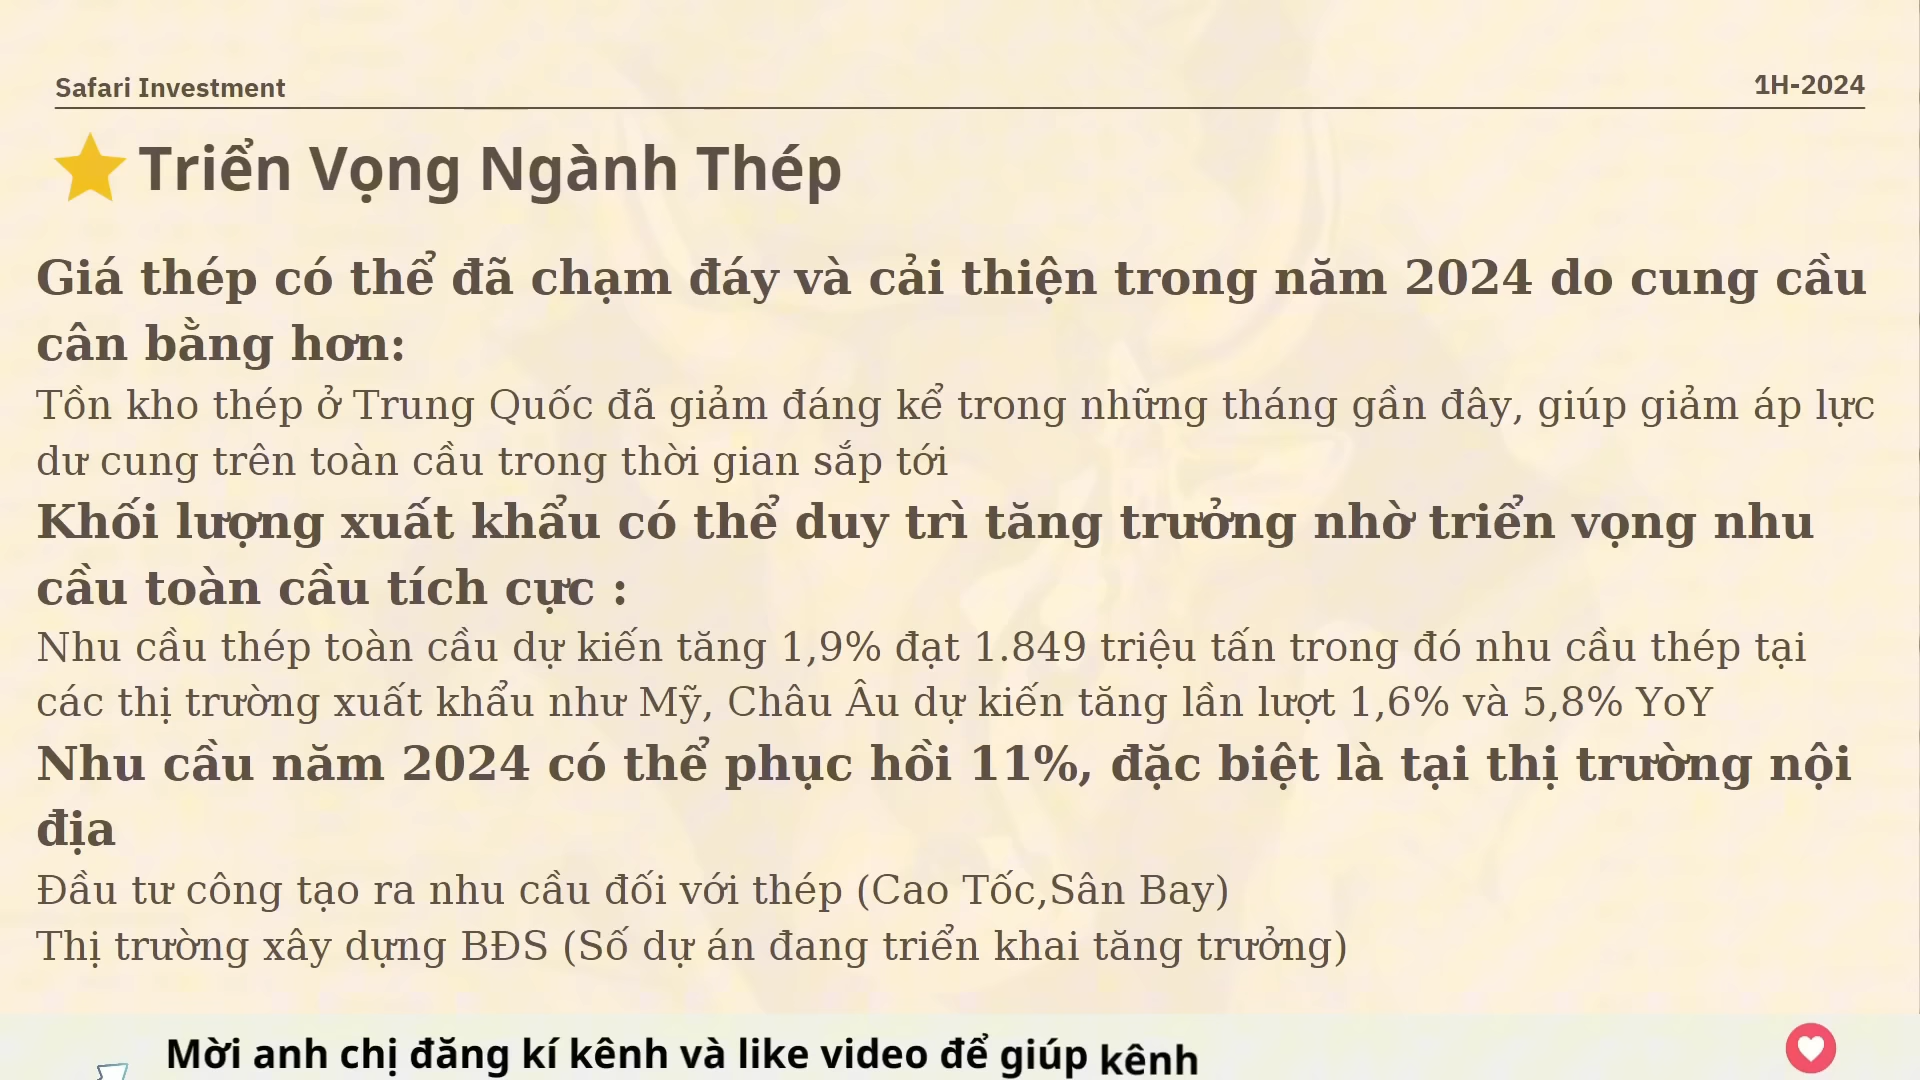 Safari Investment
1H-2024
Triển Vọng Ngành Thép
Giá thép có thể đã chạm đáy và cải thiện trong năm 2024 do cung cầu
cân bằng hơn:
Tồn kho thép ở Trung Quốc đã giảm đáng kể trong những tháng gần đây, giúp giảm áp lực
dư cung trên toàn cầu trong thời gian sắp tới
Khối lượng xuất khẩu có thể duy trì tăng trưởng nhờ triển vọng nhu
cầu toàn cầu tích cực :
Nhu cầu thép toàn cầu dự kiến tăng 1,9% đạt 1.849 triệu tấn trong đó nhu cầu thép tại
các thị trường xuất khẩu như Mỹ, Châu Âu dự kiến tăng lần lượt 1,6% và 5,8% YoY
Nhu cầu năm 2024 có thể phục hồi 11%, đặc biệt là tại thị trường nội
địa
Đầu tư công tạo ra nhu cầu đối với thép (Cao Tốc,Sân Bay)
Thị trường xây dựng BĐS (Số dự án đang triển khai tăng trưởng)
Mời anh chị đăng kí kênh và like video để giúp kênh